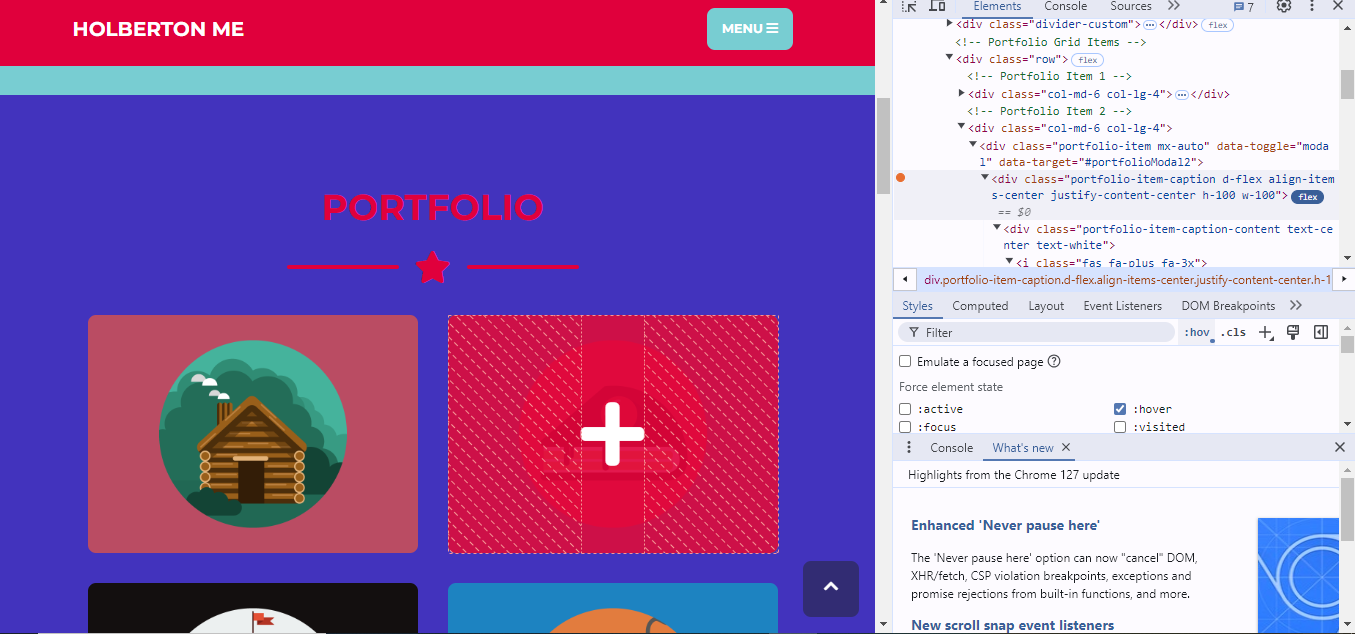 HOLBERTON ME
MENU
PORTFOLIO
Elements Console Sources 7
<div class="divider-custom"> </div> flex
<!-- Portfolio Grid Items -->
<div class="row"> flex
<!-- Portfolio Item 1 -->
<div class="col-md-6 col-lg-4"> </div>
<!-- Portfolio Item 2 -->
<div class="col-md-6 col-lg-4">
<div class="portfolio-item mx-auto" data-toggle="moda
l" data-target="#portfolioModal2">
<div class="portfolio-item-caption d-flex align-item
s-center justify-content-center h-100 w-100"> flex
== $0
<div class="portfolio-item-caption-content text-ce
nter text-white">
<i class="fas fa-plus fa-3x">
div.portfolio-item-caption.d-flex.align-items-center.justify-content-center.h-1
Styles Computed Layout Event Listeners DOM Breakpoints
Filter :hov .cls
Emulate a focused page
Force element state
:active :hover
:focus :visited
Console What's new
Highlights from the Chrome 127 update
Enhanced 'Never pause here'
The 'Never pause here' option can now "cancel" DOM,
XHR/fetch, CSP violation breakpoints, exceptions and
promise rejections from built-in functions, and more.
New scroll snap event listeners